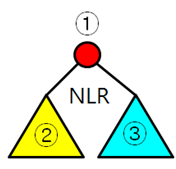 ①
NLR
② ③